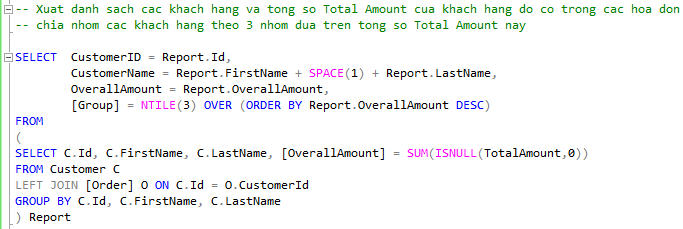 -- Xuat danh sach cac khach hang va tong so Total Amount cua khach hang do co trong cac hoa don
-- chia nhom cac khach hang theo 3 nhom dua tren tong so Total Amount nay
SELECT CustomerID = Report.Id,
CustomerName = Report.FirstName + SPACE(1) + Report.LastName,
OverallAmount = Report.OverallAmount,
[Group] = NTILE(3) OVER (ORDER BY Report.OverallAmount DESC)
FROM
(
SELECT C.Id, C.FirstName, C.LastName, [OverallAmount] = SUM(ISNULL(TotalAmount,0))
FROM Customer C
LEFT JOIN [Order] O ON C.Id = O.CustomerId
GROUP BY C.Id, C.FirstName, C.LastName
) Report